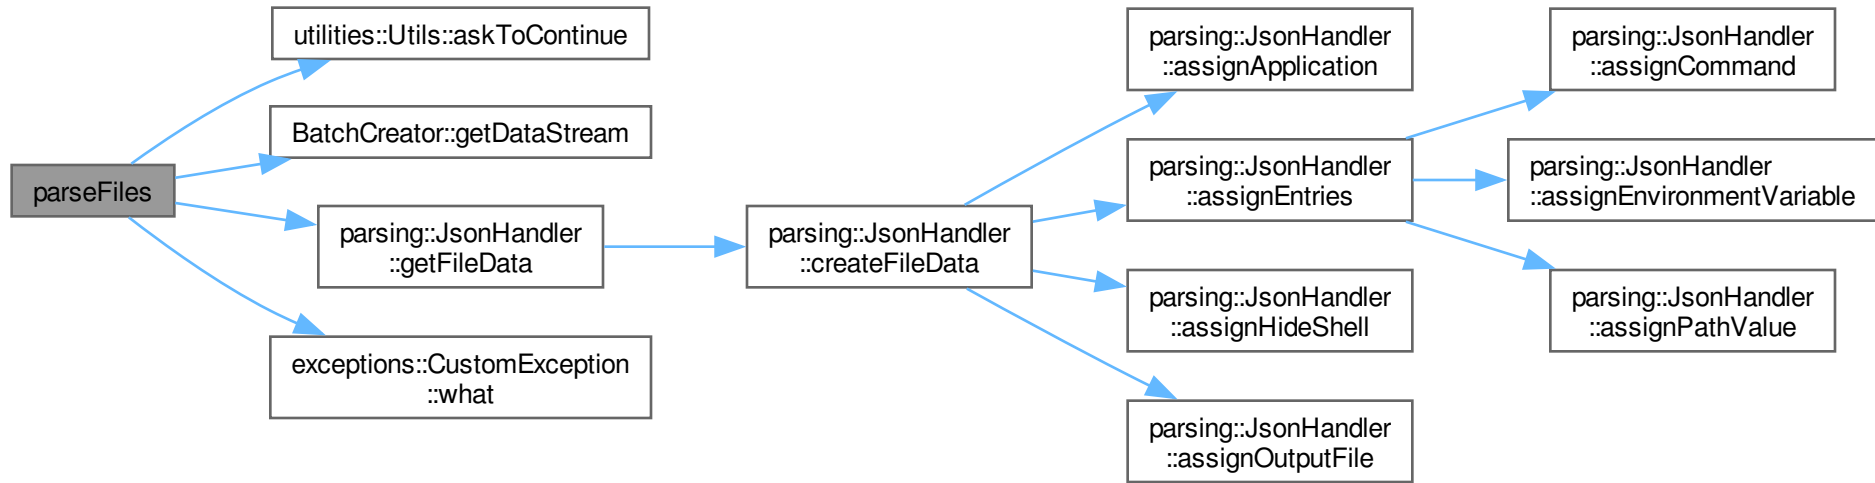 parseFiles
utilities::Utils::askToContinue
BatchCreator::getDataStream
parsing::JsonHandler
::getFileData
exceptions::CustomException
::what
parsing::JsonHandler
::createFileData
parsing::JsonHandler
::assignApplication
parsing::JsonHandler
::assignEntries
parsing::JsonHandler
::assignHideShell
parsing::JsonHandler
::assignOutputFile
parsing::JsonHandler
::assignCommand
parsing::JsonHandler
::assignEnvironmentVariable
parsing::JsonHandler
::assignPathValue